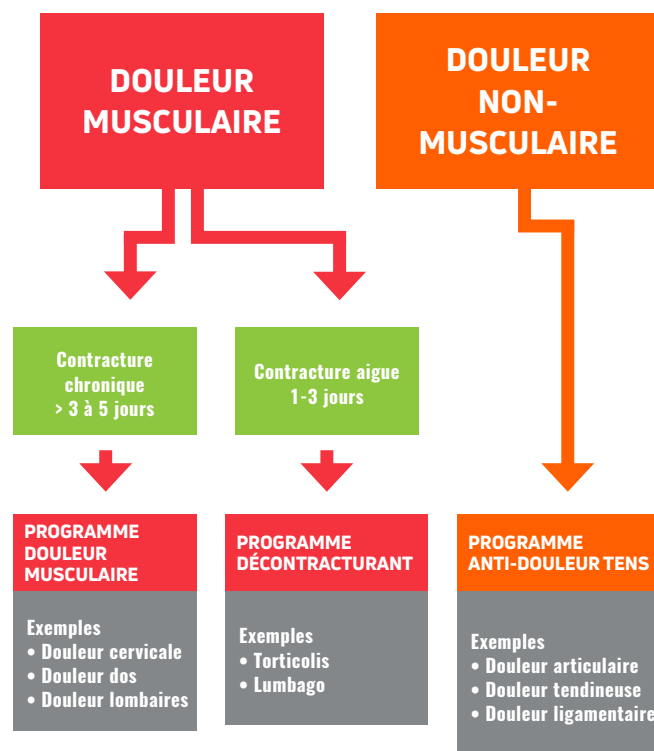 DOULEUR
MUSCULAIRE
DOULEUR
NON-
MUSCULAIRE
Contracture
chronique
> 3 à 5 jours
Contracture aigue
1-3 jours
PROGRAMME
DOULEUR
MUSCULAIRE
Exemples
• Douleur cervicale
• Douleur dos
• Douleur lombaires
PROGRAMME
DÉCONTRACTURANT
Exemples
• Torticolis
• Lumbago
PROGRAMME
ANTI-DOULEUR TENS
Exemples
• Douleur articulaire
• Douleur tendineuse
• Douleur ligamentaire